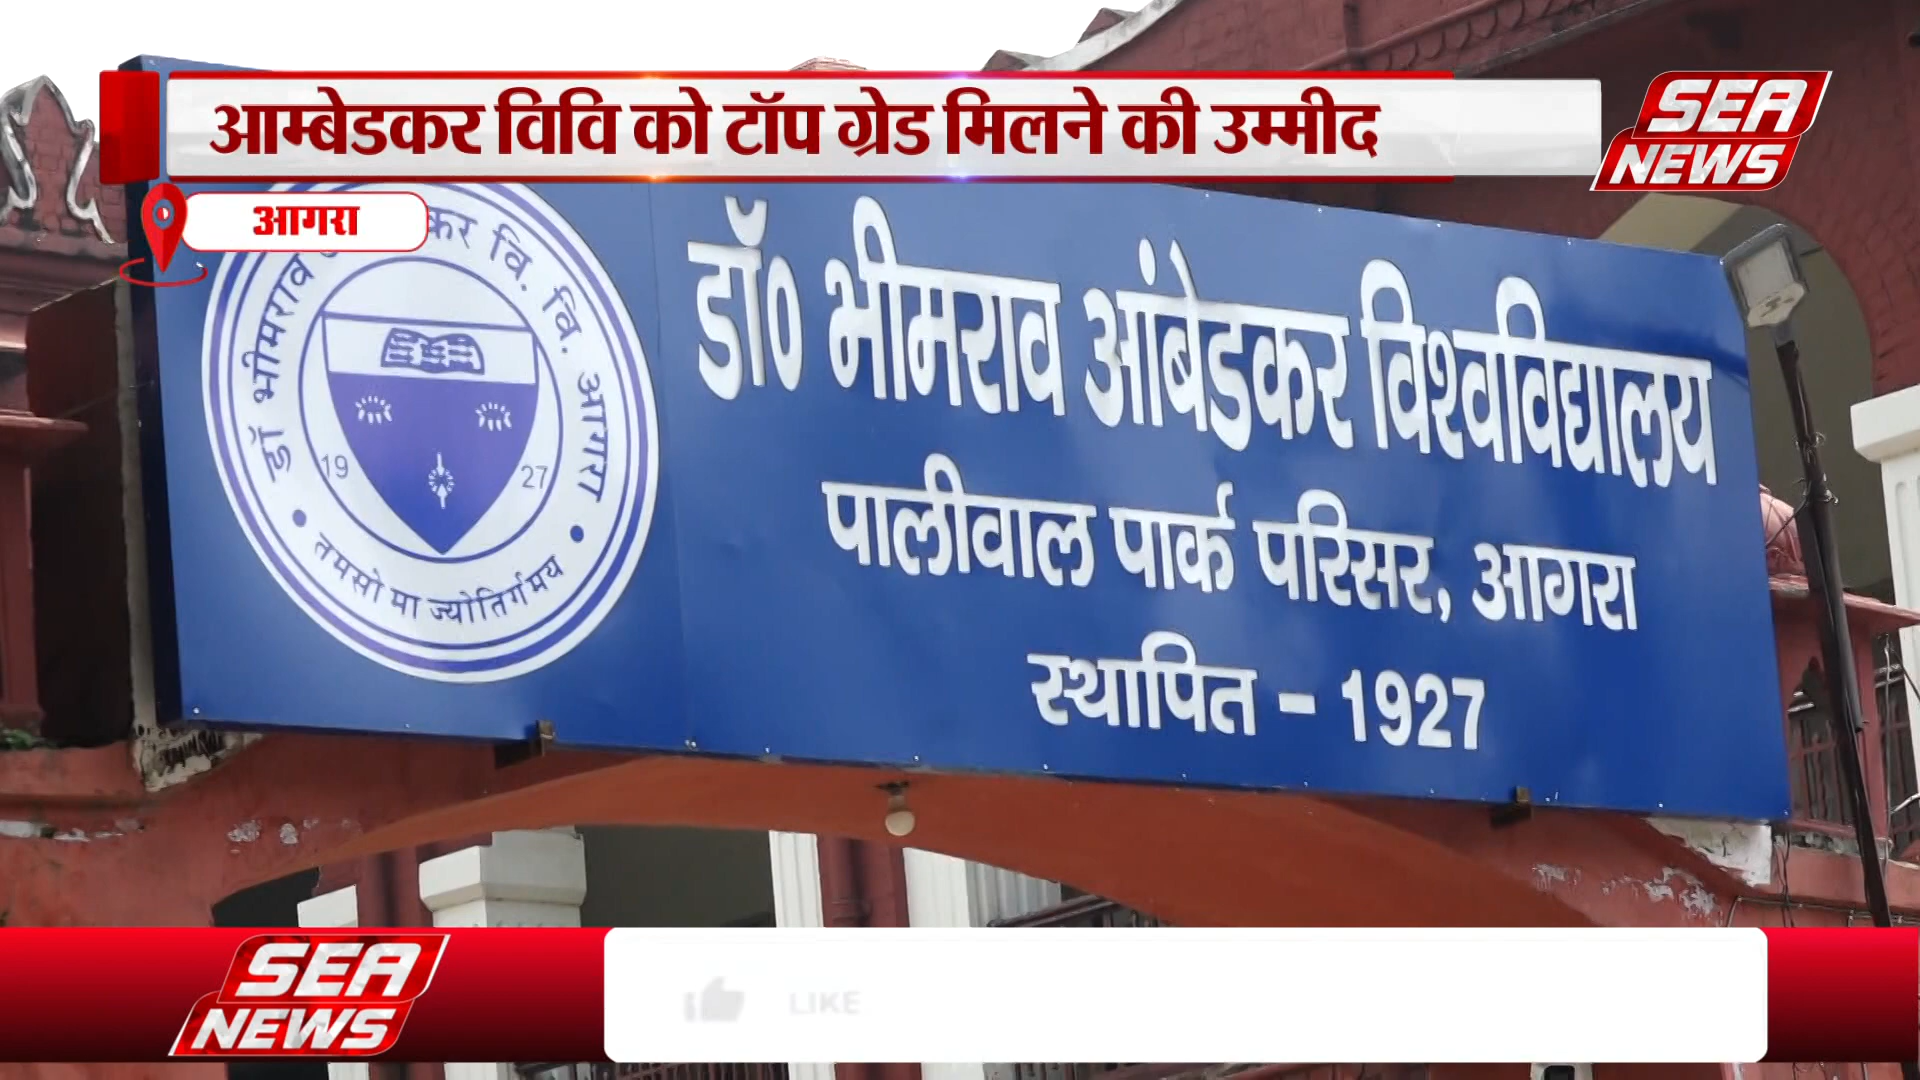 आम्बेडकर विवि को टॉप ग्रेड मिलने की उम्मीद
SEA
NEWS
आगरा
डॉ भीमराव
कर वि. वि. आगरा
19 27
तमसो मा ज्योतिर्गमय
डॉ० भीमराव आंबेडकर विश्वविद्यालय
पालीवाल पार्क परिसर, आगरा
स्थापित - 1927
SEA
NEWS
LIKE